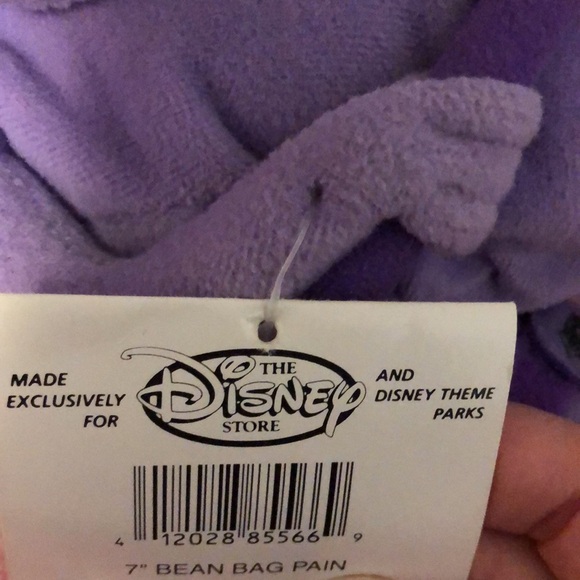 MADE
EXCLUSIVELY
FOR
THE
Disney
STORE
AND
DISNEY THEME
PARKS
4 12028 85566 9
7" BEAN BAG PAIN